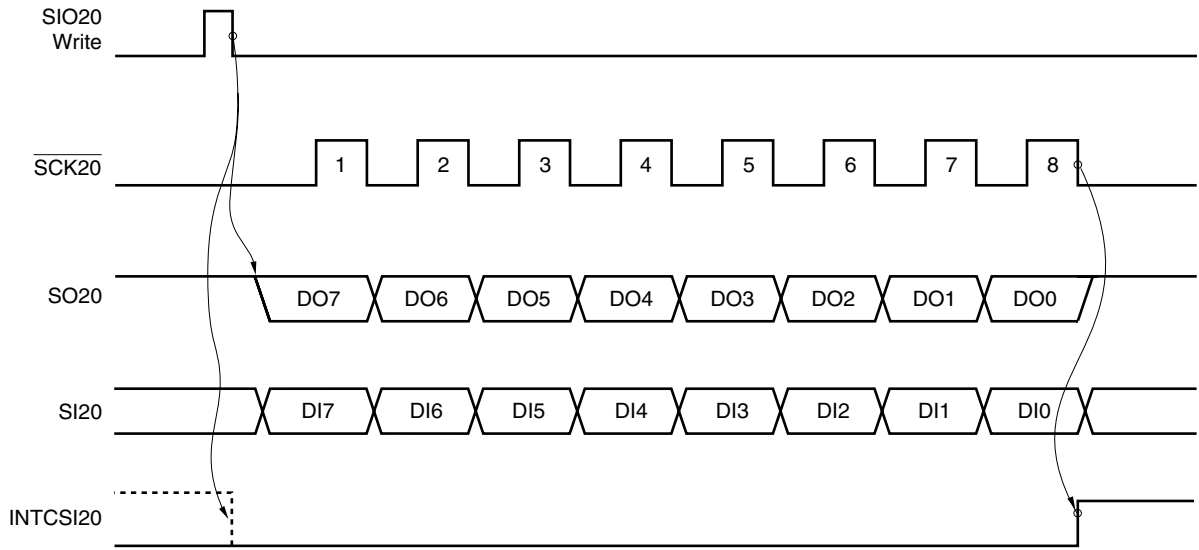 SIO20
Write
SCK20
1 2 3 4 5 6 7 8
SO20
DO7 DO6 DO5 DO4 DO3 DO2 DO1 DO0
SI20
DI7 DI6 DI5 DI4 DI3 DI2 DI1 DI0
INTCSI20